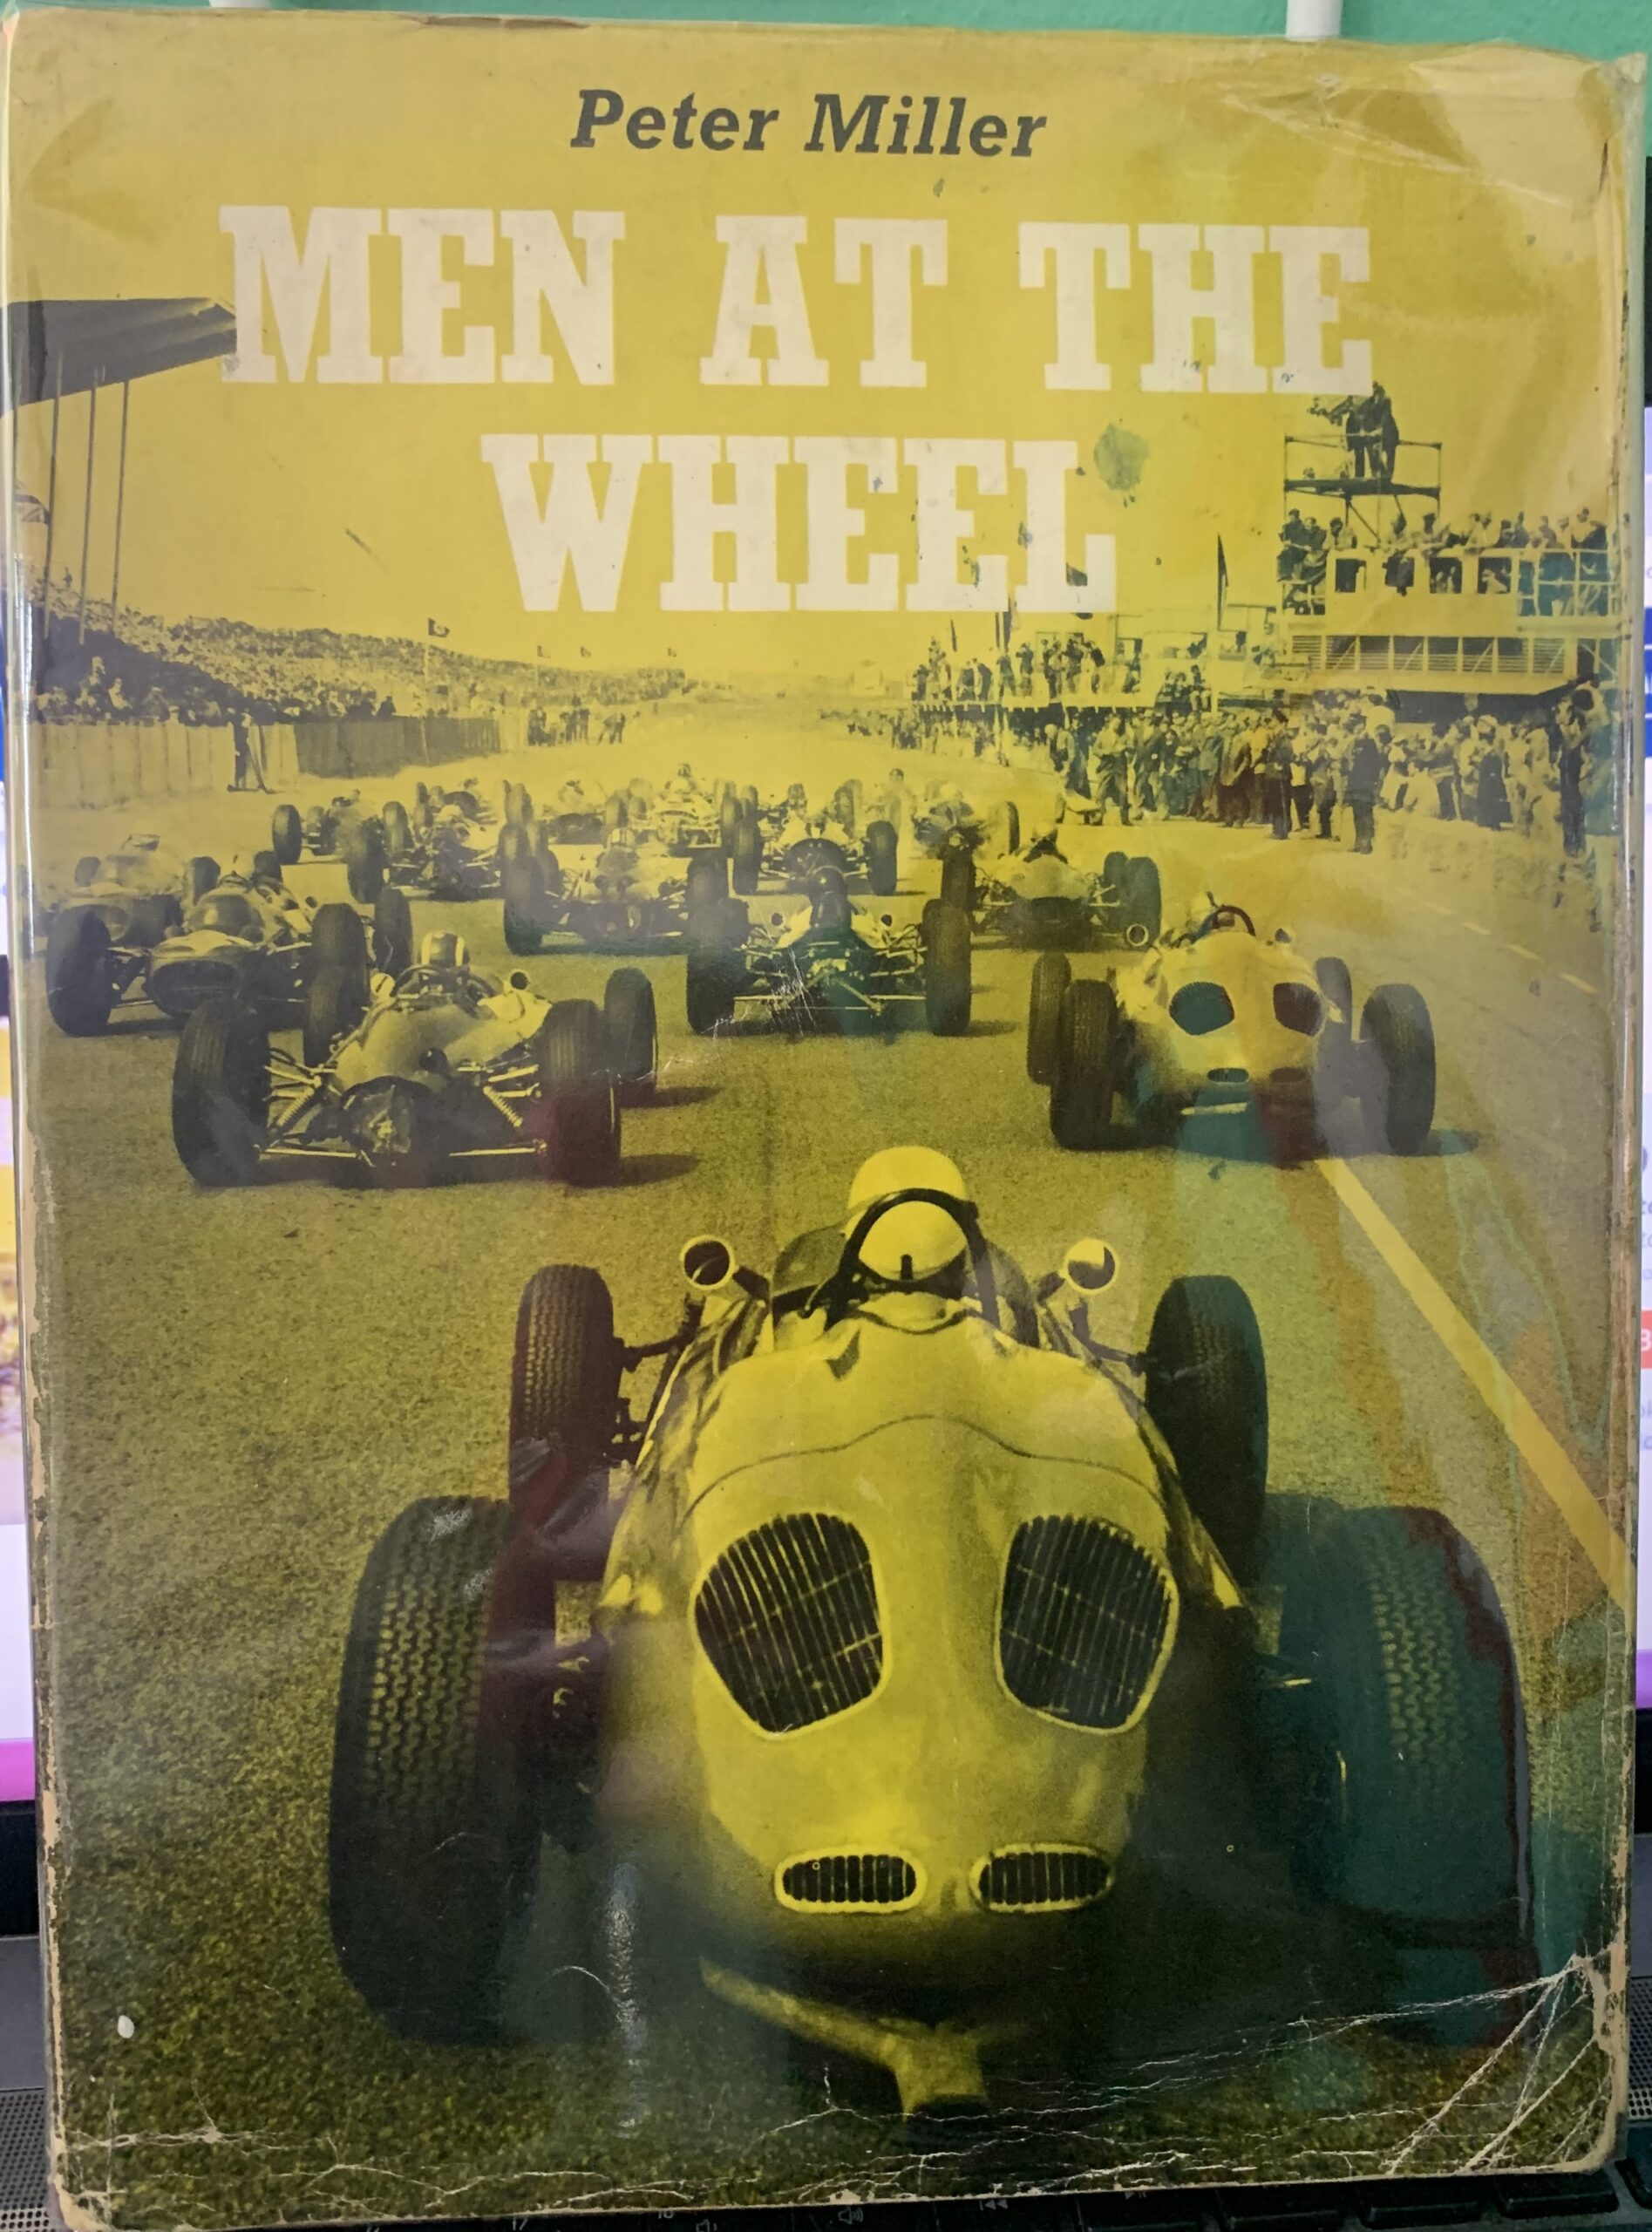 Peter Miller
MEN AT THE
WHEEL